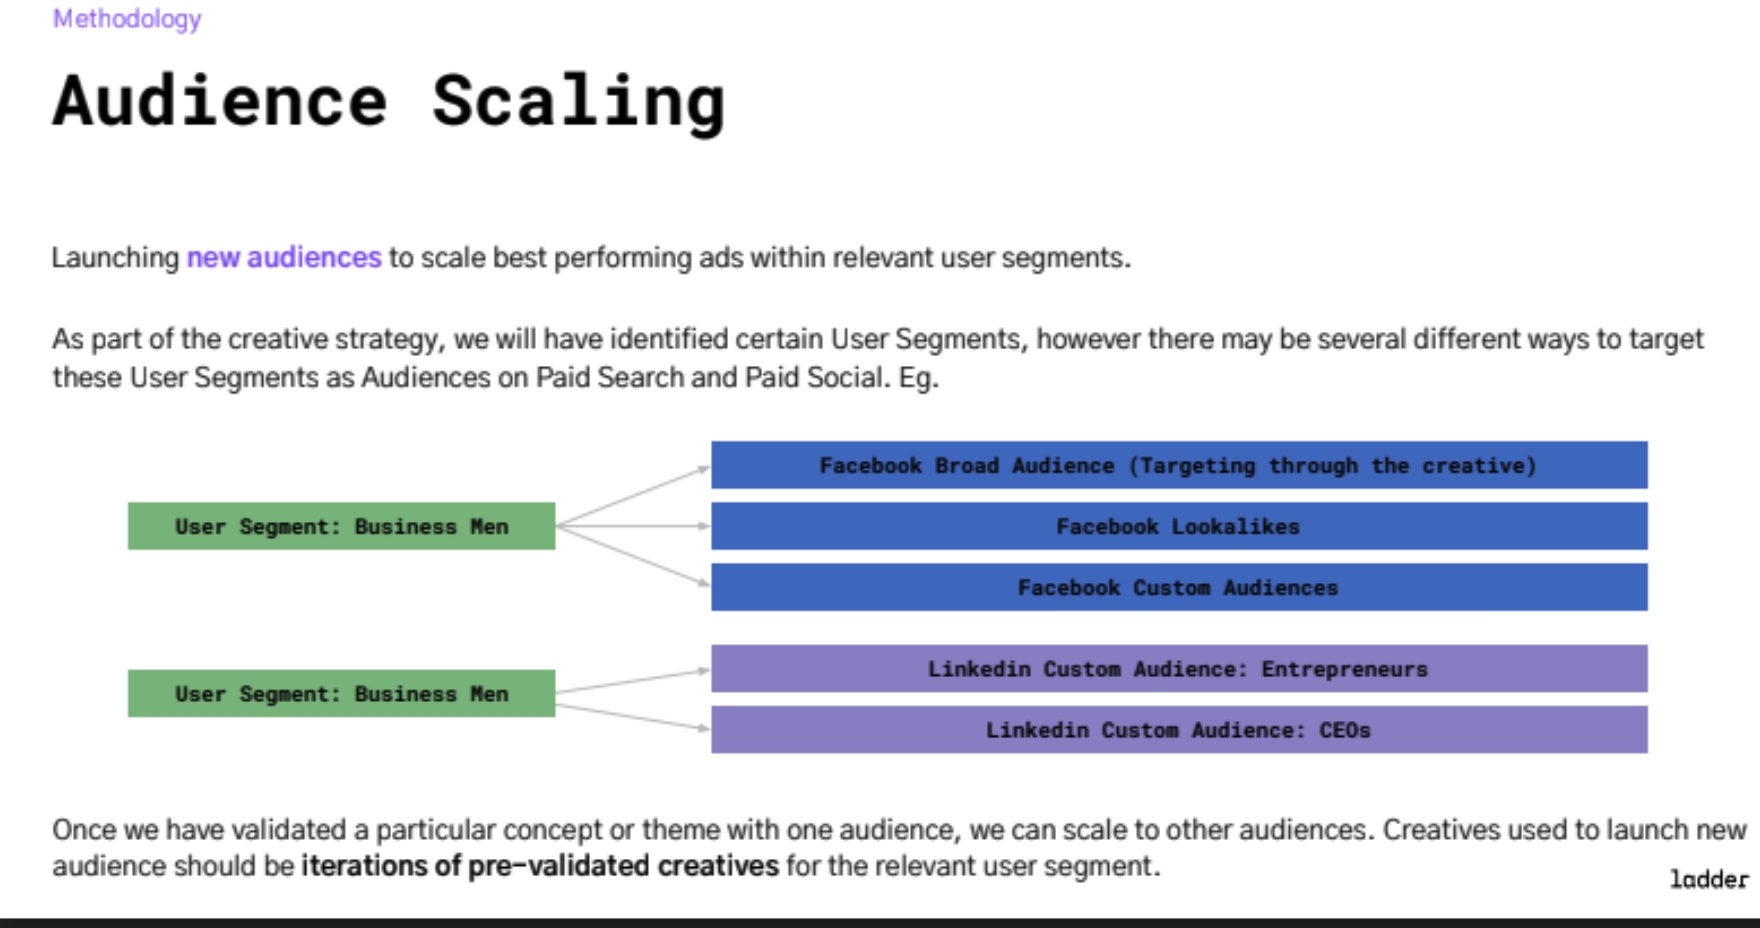 Methodology
Audience Scaling
Launching new audiences to scale best performing ads within relevant user segments.
As part of the creative strategy, we will have identified certain User Segments, however there may be several different ways to target
these User Segments as Audiences on Paid Search and Paid Social. Eg.
User Segment: Business Men
Facebook Broad Audience (Targeting through the creative)
Facebook Lookalikes
Facebook Custom Audiences
User Segment: Business Men
Linkedin Custom Audience: Entrepreneurs
Linkedin Custom Audience: CEOs
Once we have validated a particular concept or theme with one audience, we can scale to other audiences. Creatives used to launch new
audience should be iterations of pre-validated creatives for the relevant user segment.
ladder